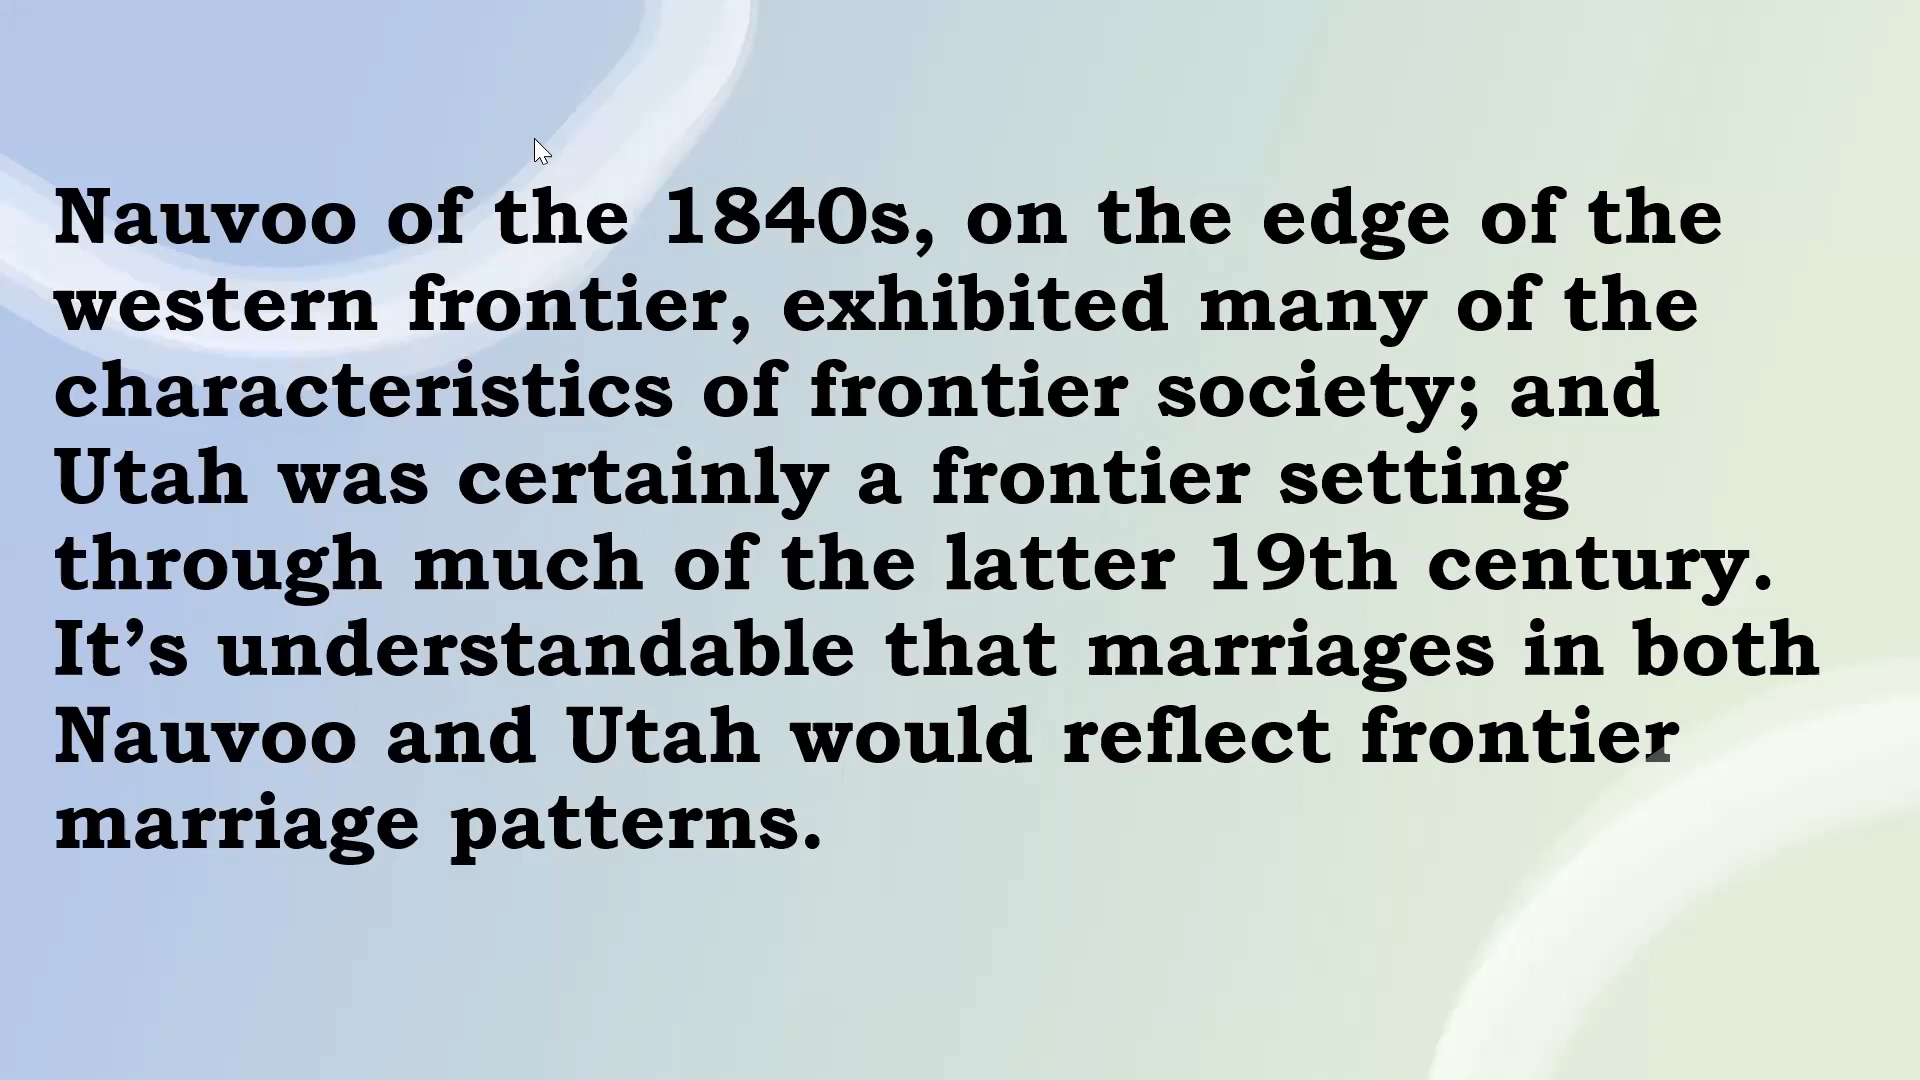 Nauvoo of the 1840s, on the edge of the
western frontier, exhibited many of the
characteristics of frontier society; and
Utah was certainly a frontier setting
through much of the latter 19th century.
It’s understandable that marriages in both
Nauvoo and Utah would reflect frontier
marriage patterns.